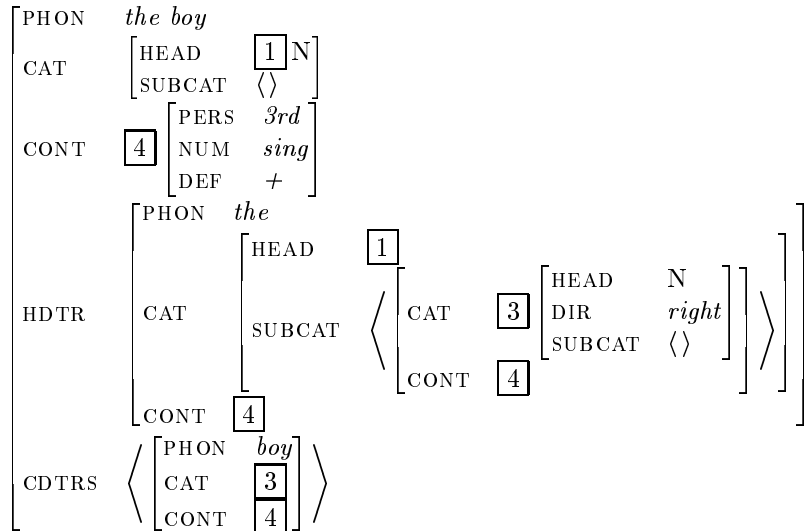 PHON the boy
CAT HEAD 1 N
SUBCAT ⟨⟩
CONT 4 PERS 3rd
NUM sing
DEF +
HDTR PHON the
CAT HEAD 1
SUBCAT ⟨ CAT 3 HEAD N
DIR right
SUBCAT ⟨⟩
CONT 4 ⟩
CONT 4
CDTRS ⟨ PHON boy
CAT 3
CONT 4 ⟩